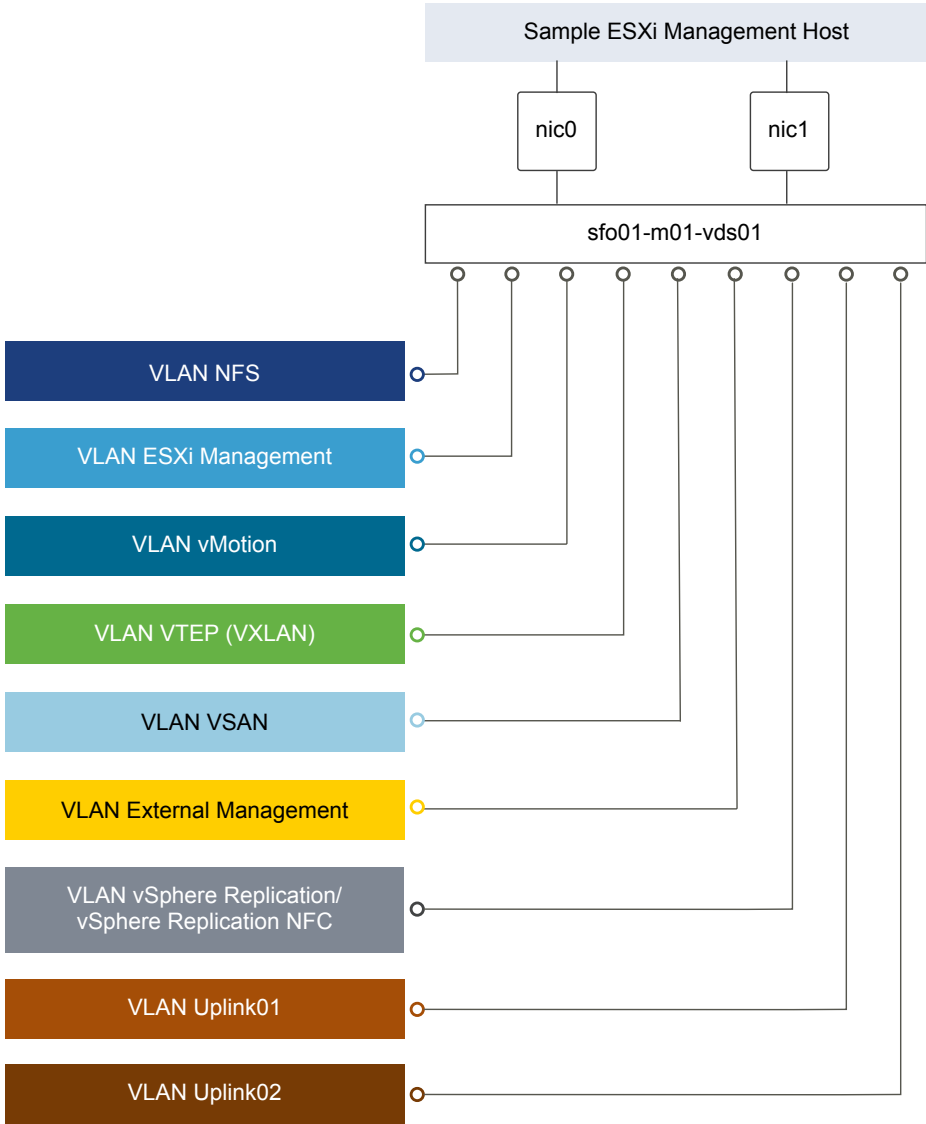 Sample ESXi Management Host
nic0
nic1
sfo01-m01-vds01
VLAN NFS
VLAN ESXi Management
VLAN vMotion
VLAN VTEP (VXLAN)
VLAN VSAN
VLAN External Management
VLAN vSphere Replication/
vSphere Replication NFC
VLAN Uplink01
VLAN Uplink02